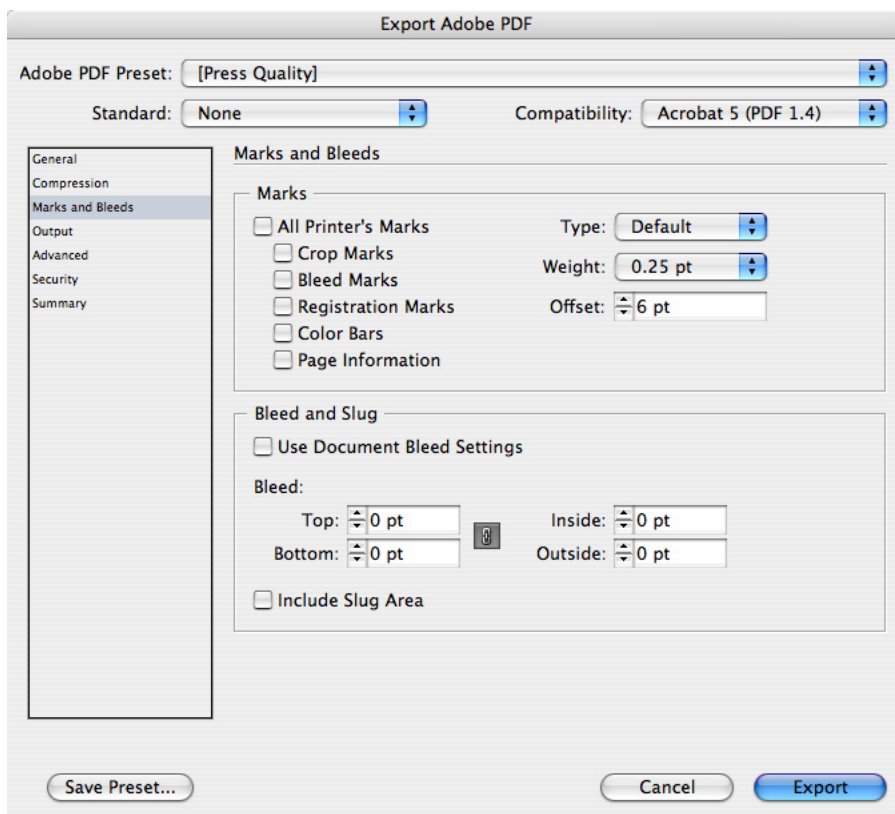 Export Adobe PDF
Adobe PDF Preset: [Press Quality]
Standard: None Compatibility: Acrobat 5 (PDF 1.4)
General
Compression
Marks and Bleeds
Output
Advanced
Security
Summary
Marks and Bleeds
Marks
All Printer's Marks
Crop Marks
Bleed Marks
Registration Marks
Color Bars
Page Information
Type: Default
Weight: 0.25 pt
Offset: 6 pt
Bleed and Slug
Use Document Bleed Settings
Bleed:
Top: 0 pt Inside: 0 pt
Bottom: 0 pt Outside: 0 pt
Include Slug Area
Save Preset... Cancel Export